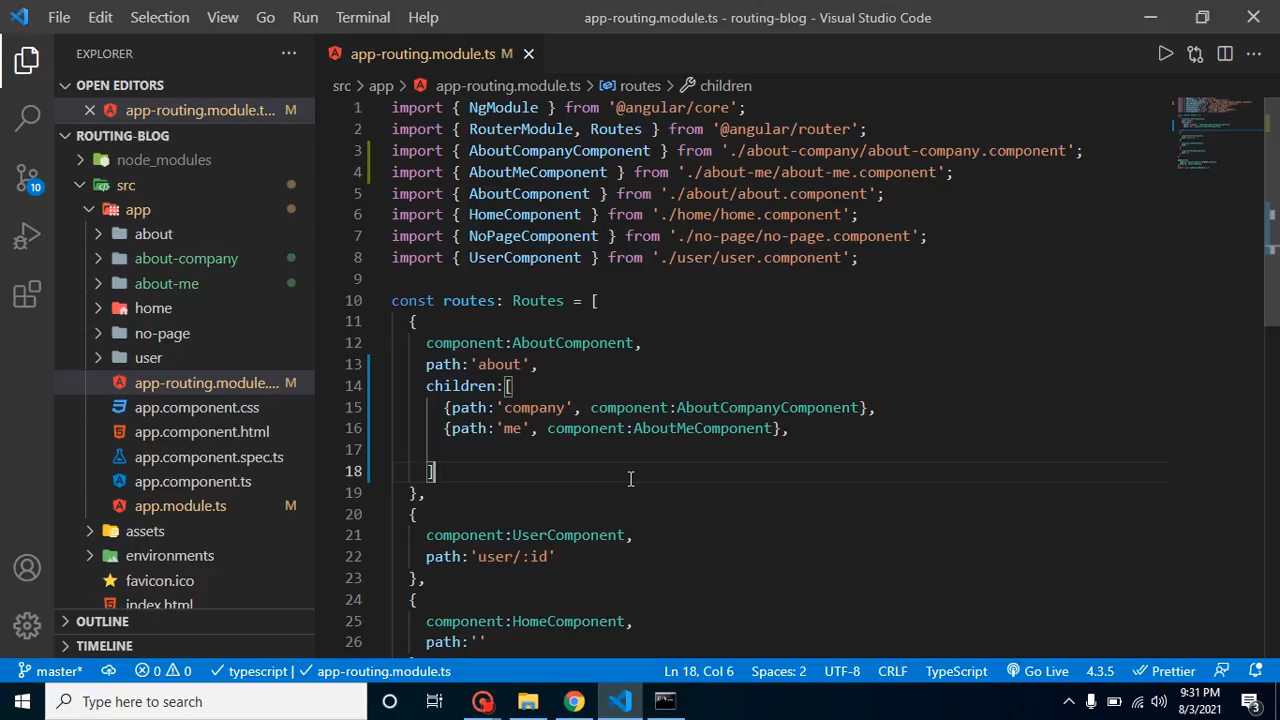 File Edit Selection View Go Run Terminal Help
app-routing.module.ts - routing-blog - Visual Studio Code
EXPLORER
OPEN EDITORS
app-routing.module.t... M
ROUTING-BLOG
node_modules
src
app
about
about-company
about-me
home
no-page
user
app-routing.module.... M
app.component.css
app.component.html
app.component.spec.ts
app.component.ts
app.module.ts M
assets
environments
favicon.ico
index.html
OUTLINE
TIMELINE
10
app-routing.module.ts M
src > app > app-routing.module.ts > routes > children
1 import { NgModule } from '@angular/core';
2 import { RouterModule, Routes } from '@angular/router';
3 import { AboutCompanyComponent } from './about-company/about-company.component';
4 import { AboutMeComponent } from './about-me/about-me.component';
5 import { AboutComponent } from './about/about.component';
6 import { HomeComponent } from './home/home.component';
7 import { NoPageComponent } from './no-page/no-page.component';
8 import { UserComponent } from './user/user.component';
9
10 const routes: Routes = [
11 {
12 component:AboutComponent,
13 path:'about',
14 children:[
15 {path:'company', component:AboutCompanyComponent},
16 {path:'me', component:AboutMeComponent},
17
18 ]
19 },
20 {
21 component:UserComponent,
22 path:'user/:id'
23 },
24 {
25 component:HomeComponent,
26 path:''
master* 0 0 typescript | app-routing.module.ts Ln 18, Col 6 Spaces: 2 UTF-8 CRLF TypeScript Go Live 4.3.5 Prettier
Type here to search
9:31 PM
8/3/2021
3